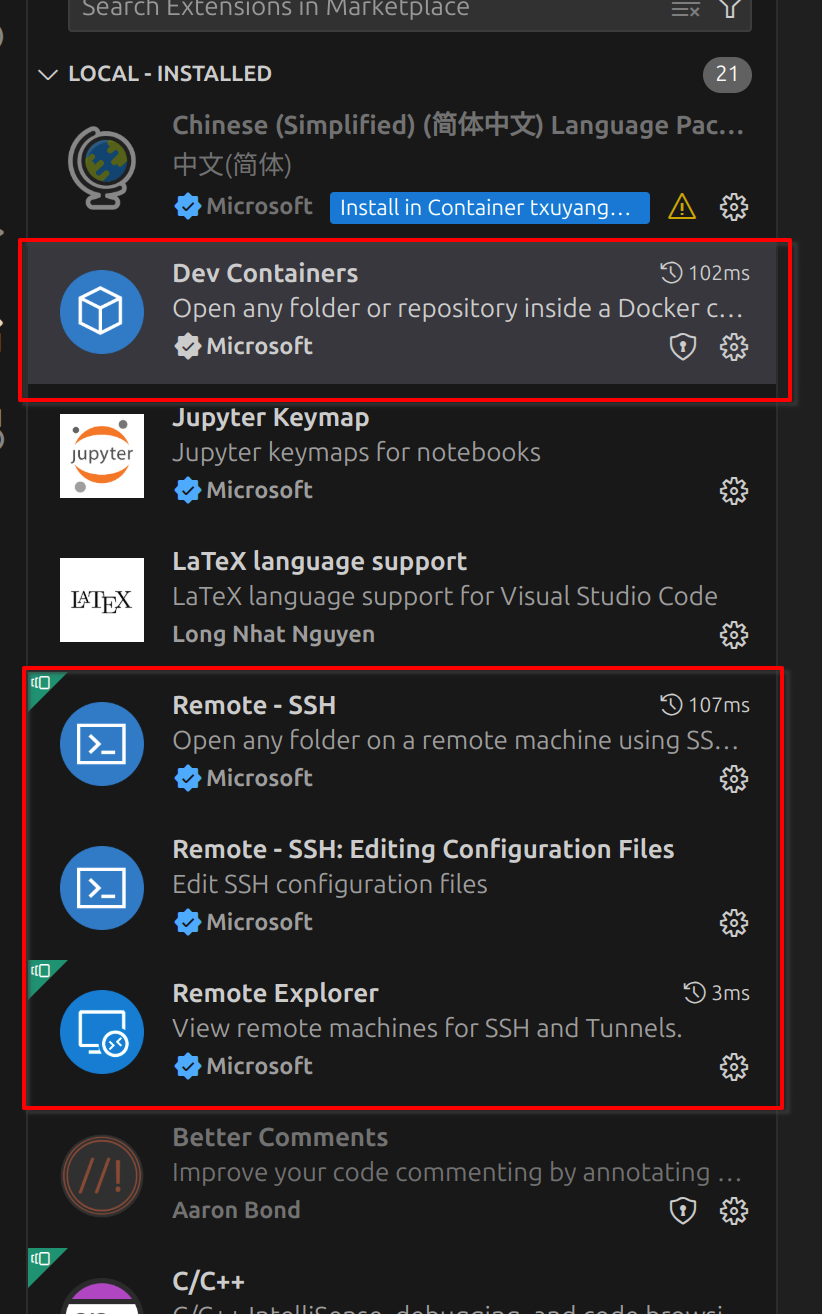 Search Extensions in Marketplace
LOCAL - INSTALLED
21
Chinese (Simplified) (简体中文) Language Pac...
中文(简体)
Microsoft
Install in Container txuyang...
Dev Containers
102ms
Open any folder or repository inside a Docker c...
Microsoft
Jupyter Keymap
jupyter
Jupyter keymaps for notebooks
Microsoft
LaTeX language support
LATEX
LaTeX language support for Visual Studio Code
Long Nhat Nguyen
Remote - SSH
107ms
Open any folder on a remote machine using SS...
Microsoft
Remote - SSH: Editing Configuration Files
Edit SSH configuration files
Microsoft
Remote Explorer
3ms
View remote machines for SSH and Tunnels.
Microsoft
Better Comments
//!
Improve your code commenting by annotating ...
Aaron Bond
C/C++
C/C++ IntelliSense, debugging, and code browsi